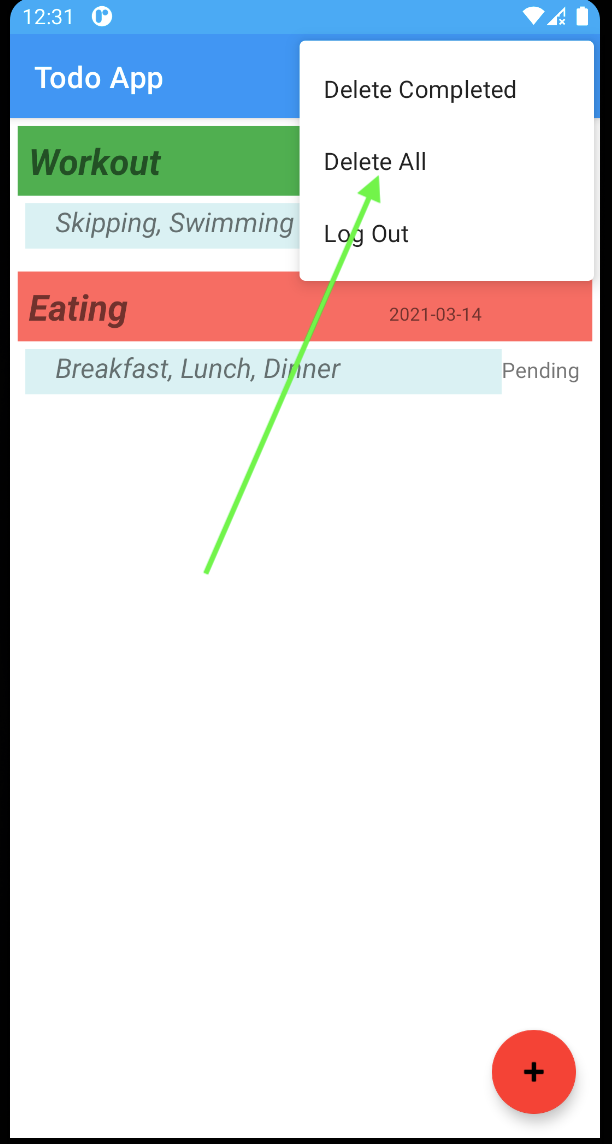 12:31
Todo App
Delete Completed
Delete All
Log Out
Workout
Skipping, Swimming
Eating
2021-03-14
Breakfast, Lunch, Dinner
Pending
+